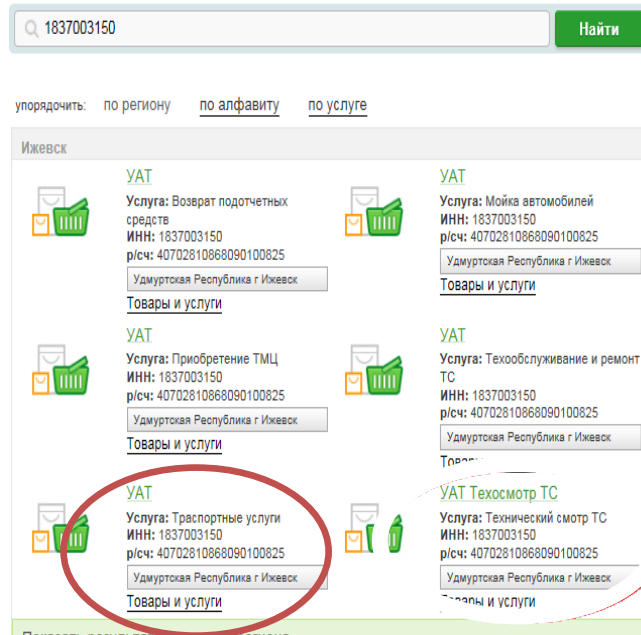 1837003150
Найти
упорядочить: по региону по алфавиту по услуге
Ижевск
УАТ
Услуга: Возврат подотчетных
средств
ИНН: 1837003150
р/сч: 40702810868090100825
Удмуртская Республика г Ижевск
Товары и услуги
УАТ
Услуга: Мойка автомобилей
ИНН: 1837003150
р/сч: 40702810868090100825
Удмуртская Республика г Ижевск
Товары и услуги
УАТ
Услуга: Приобретение ТМЦ
ИНН: 1837003150
р/сч: 40702810868090100825
Удмуртская Республика г Ижевск
Товары и услуги
УАТ
Услуга: Техообслуживание и ремонт
ТС
ИНН: 1837003150
р/сч: 40702810868090100825
Удмуртская Республика г Ижевск
УАТ
Услуга: Траспортные услуги
ИНН: 1837003150
р/сч: 40702810868090100825
Удмуртская Республика г Ижевск
Товары и услуги
УАТ Техосмотр ТС
Услуга: Технический смотр ТС
ИНН: 1837003150
р/сч: 40702810868090100825
Удмуртская Республика г Ижевск
Товары и услуги